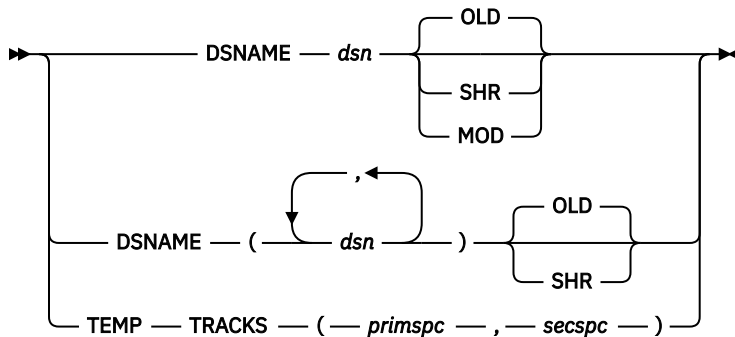 OLD
DSNAME dsn
SHR
MOD
,
OLD
DSNAME ( dsn )
SHR
TEMP TRACKS ( primspc , secspc )